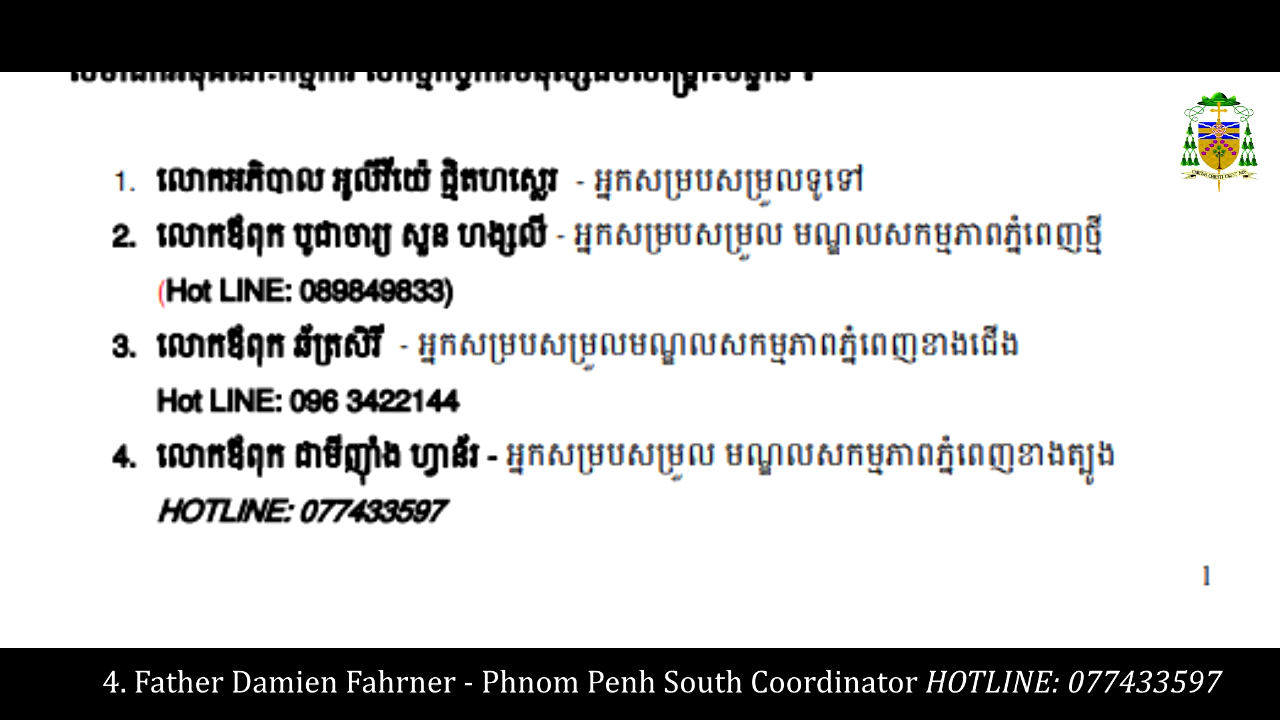 1. លោកអភិបាល អូលីវីយ៉េ ជ្មិតហស្លេរ - អ្នកសម្របសម្រួលទូទៅ
2. លោកឪពុក បូជាចារ្យ សួន ហង្សលី - អ្នកសម្របសម្រួល មណ្ឌលសកម្មភាពភ្នំពេញថ្មី
(Hot LINE: 089849833)
3. លោកឪពុក ឆ័ត្រសិរី - អ្នកសម្របសម្រួលមណ្ឌលសកម្មភាពភ្នំពេញខាងជើង
Hot LINE: 096 3422144
4. លោកឪពុក ដាមីញ៉ាំង ហ្វាន័រ - អ្នកសម្របសម្រួល មណ្ឌលសកម្មភាពភ្នំពេញខាងត្បូង
HOTLINE: 077433597
1
4. Father Damien Fahrner - Phnom Penh South Coordinator HOTLINE: 077433597